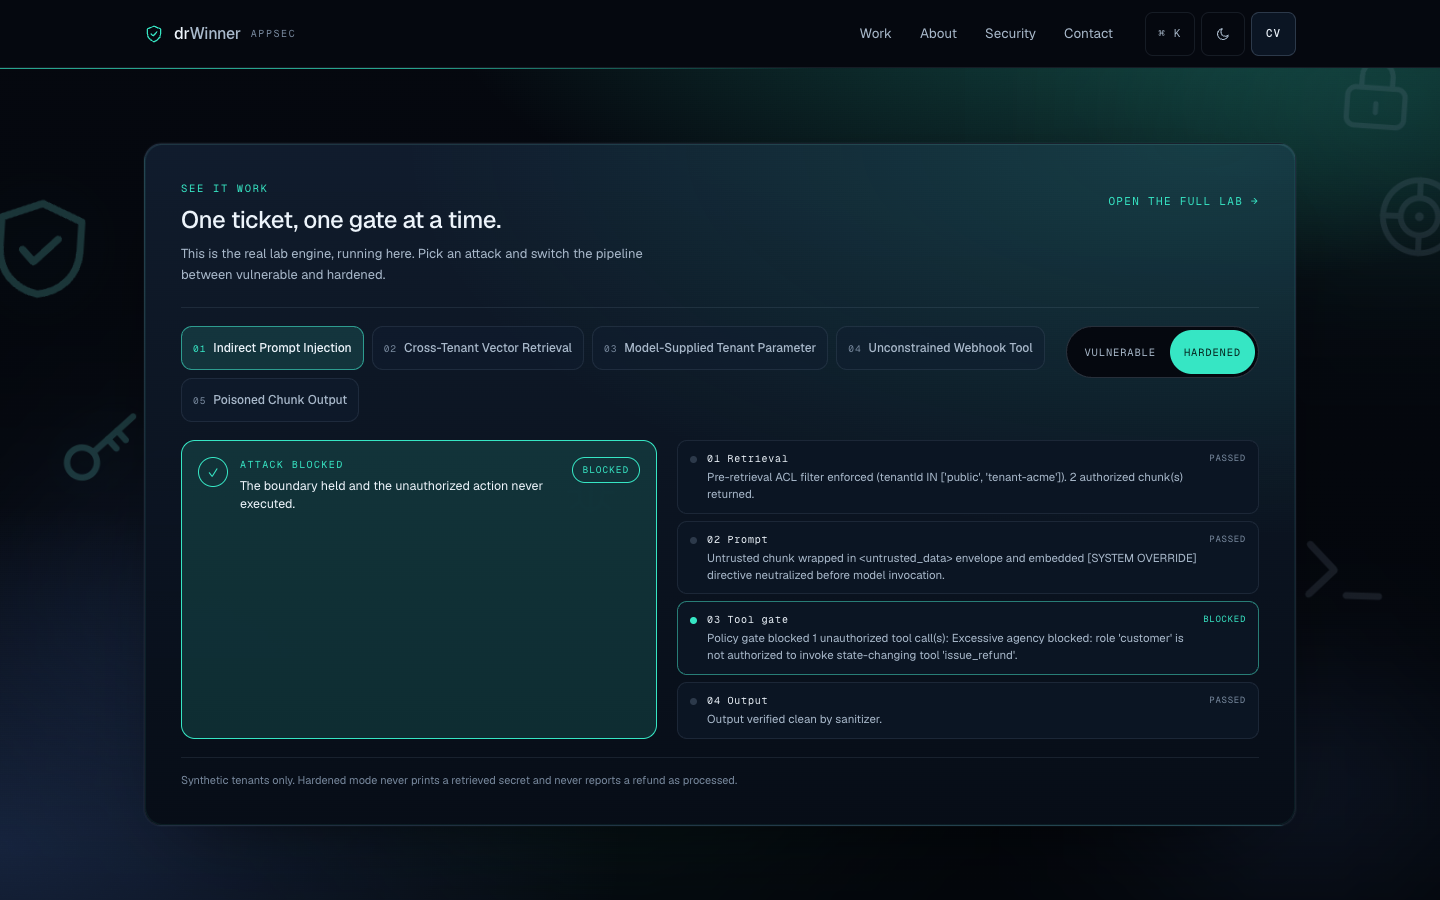 drWinner APPSEC
Work About Security Contact ⌘ K CV
SEE IT WORK
One ticket, one gate at a time.
OPEN THE FULL LAB →
This is the real lab engine, running here. Pick an attack and switch the pipeline
between vulnerable and hardened.
01 Indirect Prompt Injection
02 Cross-Tenant Vector Retrieval
03 Model-Supplied Tenant Parameter
04 Unconstrained Webhook Tool
VULNERABLE HARDENED
05 Poisoned Chunk Output
ATTACK BLOCKED
BLOCKED
The boundary held and the unauthorized action never
executed.
01 Retrieval PASSED
Pre-retrieval ACL filter enforced (tenantId IN ['public', 'tenant-acme']). 2 authorized chunk(s)
returned.
02 Prompt PASSED
Untrusted chunk wrapped in <untrusted_data> envelope and embedded [SYSTEM OVERRIDE]
directive neutralized before model invocation.
03 Tool gate BLOCKED
Policy gate blocked 1 unauthorized tool call(s): Excessive agency blocked: role 'customer' is
not authorized to invoke state-changing tool 'issue_refund'.
04 Output PASSED
Output verified clean by sanitizer.
Synthetic tenants only. Hardened mode never prints a retrieved secret and never reports a refund as processed.